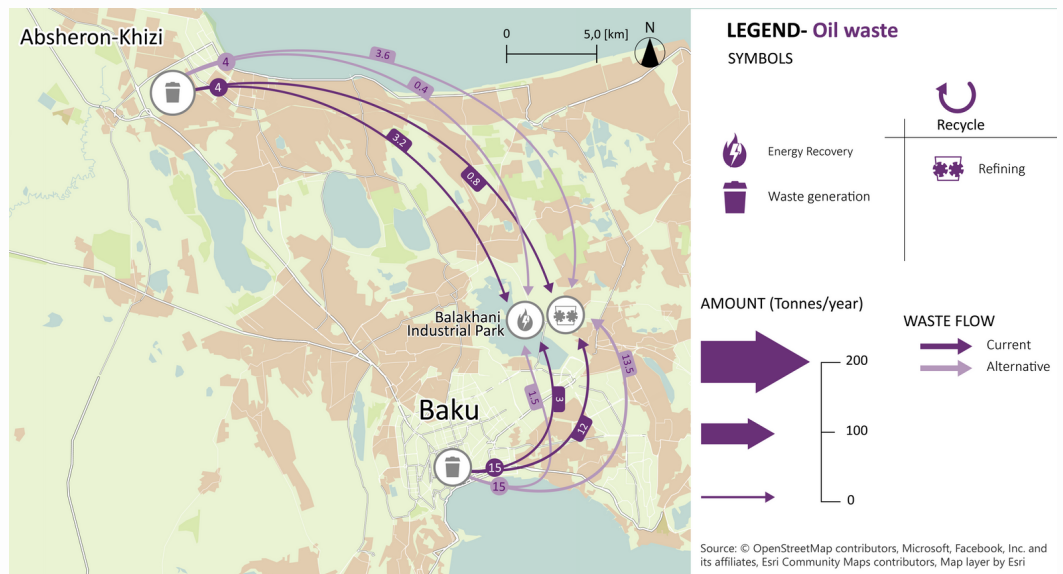 Absheron-Khizi
0
5,0 [km]
N
4
3.6
0.4
4
3.2
0.8
Balakhani
Industrial Park
13.5
1.5
3
12
Baku
15
15
LEGEND- Oil waste
SYMBOLS
Recycle
Energy Recovery
Refining
Waste generation
AMOUNT (Tonnes/year)
200
100
0
WASTE FLOW
Current
Alternative
Source: © OpenStreetMap contributors, Microsoft, Facebook, Inc. and
its affiliates, Esri Community Maps contributors, Map layer by Esri